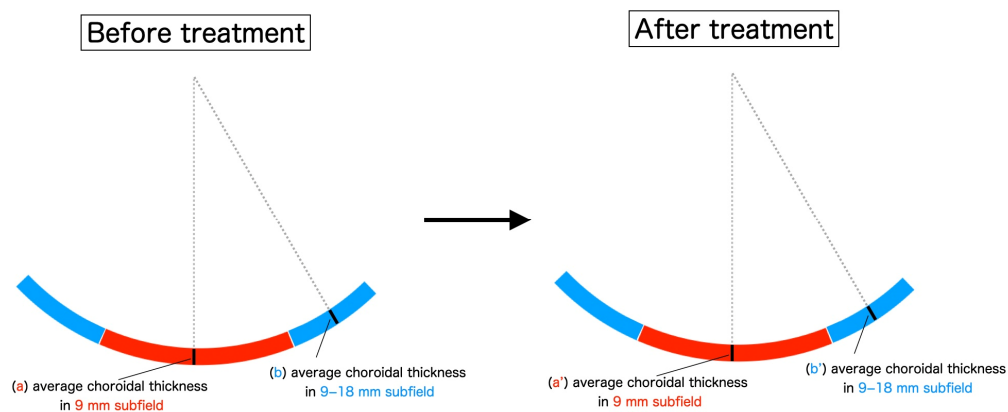 Before treatment
After treatment
(a) average choroidal thickness
in 9 mm subfield
(b) average choroidal thickness
in 9–18 mm subfield
(a') average choroidal thickness
in 9 mm subfield
(b') average choroidal thickness
in 9–18 mm subfield